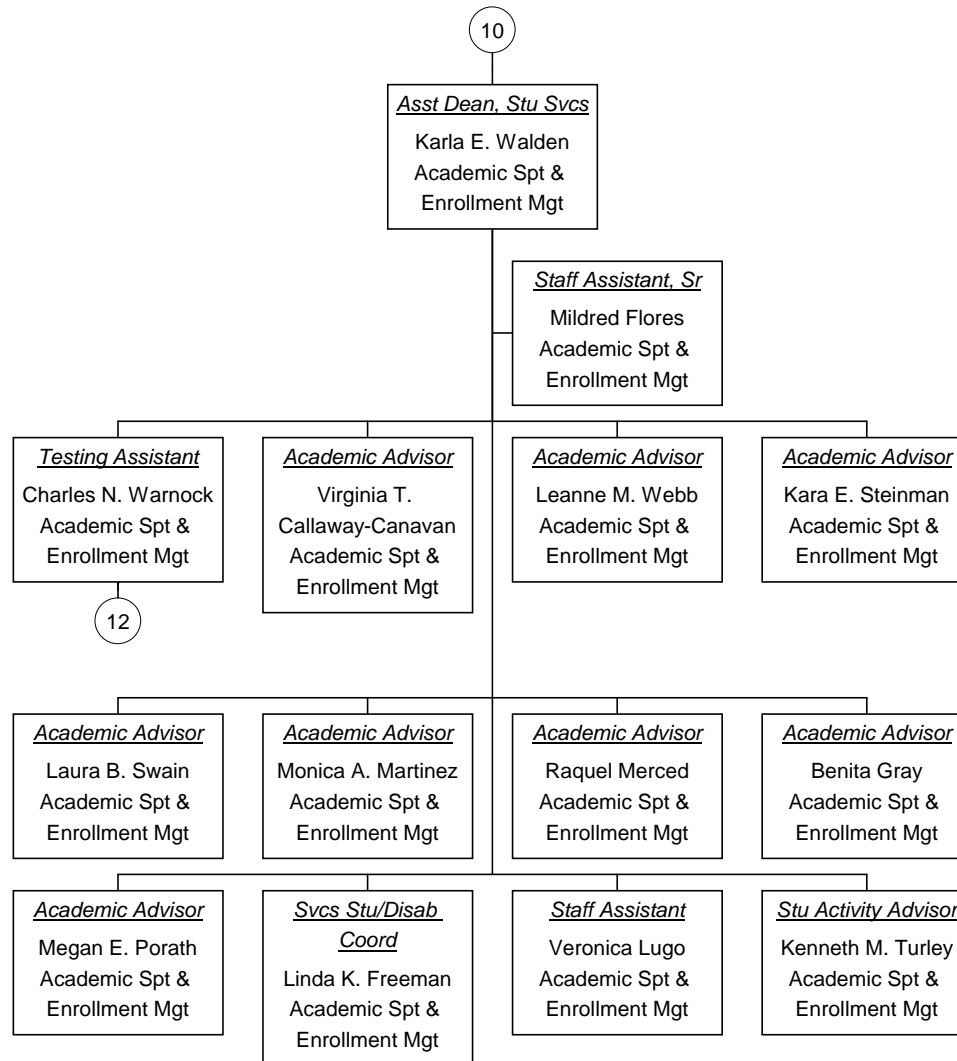 10
Asst Dean, Stu Svcs
Karla E. Walden
Academic Spt &
Enrollment Mgt
Staff Assistant, Sr
Mildred Flores
Academic Spt &
Enrollment Mgt
Testing Assistant
Charles N. Warnock
Academic Spt &
Enrollment Mgt
12
Academic Advisor
Virginia T.
Callaway-Canavan
Academic Spt &
Enrollment Mgt
Academic Advisor
Leanne M. Webb
Academic Spt &
Enrollment Mgt
Academic Advisor
Kara E. Steinman
Academic Spt &
Enrollment Mgt
Academic Advisor
Laura B. Swain
Academic Spt &
Enrollment Mgt
Academic Advisor
Monica A. Martinez
Academic Spt &
Enrollment Mgt
Academic Advisor
Raquel Merced
Academic Spt &
Enrollment Mgt
Academic Advisor
Benita Gray
Academic Spt &
Enrollment Mgt
Academic Advisor
Megan E. Porath
Academic Spt &
Enrollment Mgt
Svcs Stu/Disab
Coord
Linda K. Freeman
Academic Spt &
Enrollment Mgt
Staff Assistant
Veronica Lugo
Academic Spt &
Enrollment Mgt
Stu Activity Advisor
Kenneth M. Turley
Academic Spt &
Enrollment Mgt